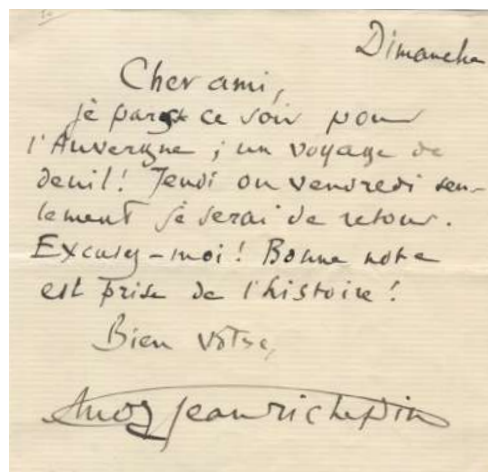 Dimanche
Cher ami,
je pars ce soir pour
l'Auvergne ; un voyage de
deuil ! Jeudi ou vendredi seu-
lement je serai de retour.
Excusez-moi ! Bonne note
est prise de l'histoire !
Bien votre,
Jean Richepin